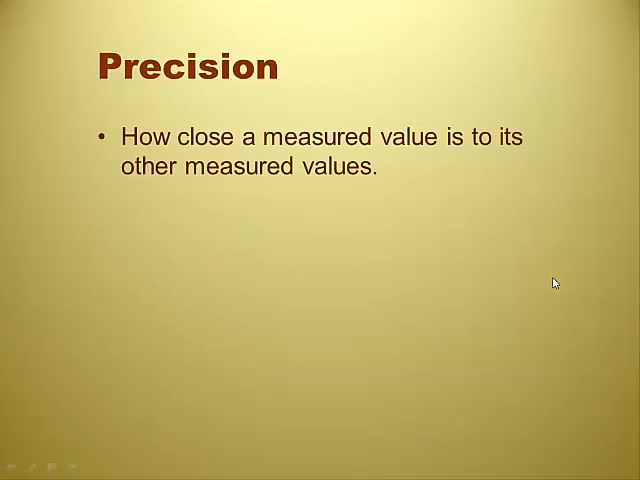 Precision
• How close a measured value is to its
other measured values.